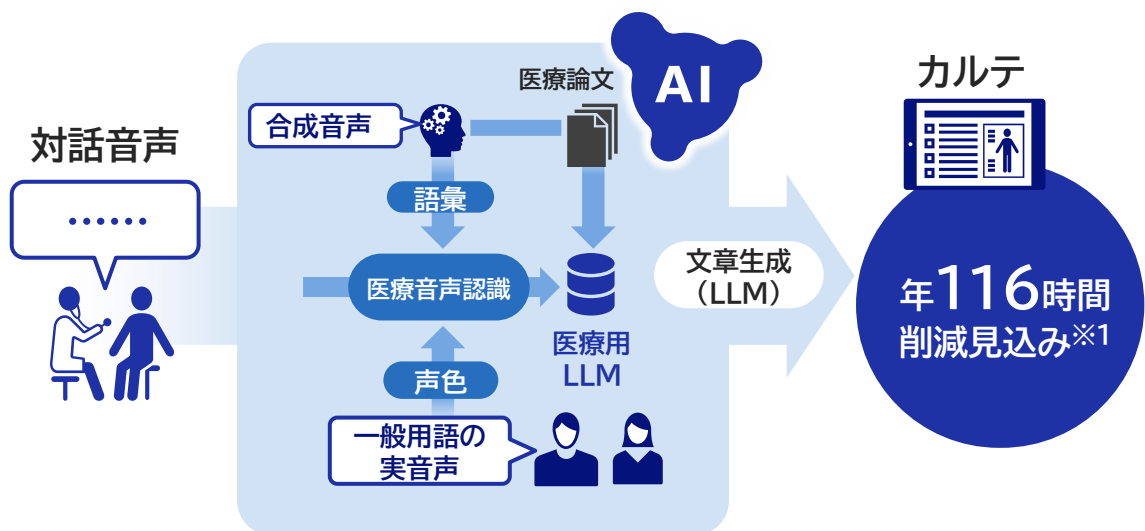 対話音声
……
合成音声
医療論文
AI
語彙
医療音声認識
医療用
LLM
声色
一般用語の
実音声
文章生成
（LLM）
カルテ
年116時間
削減見込み※1